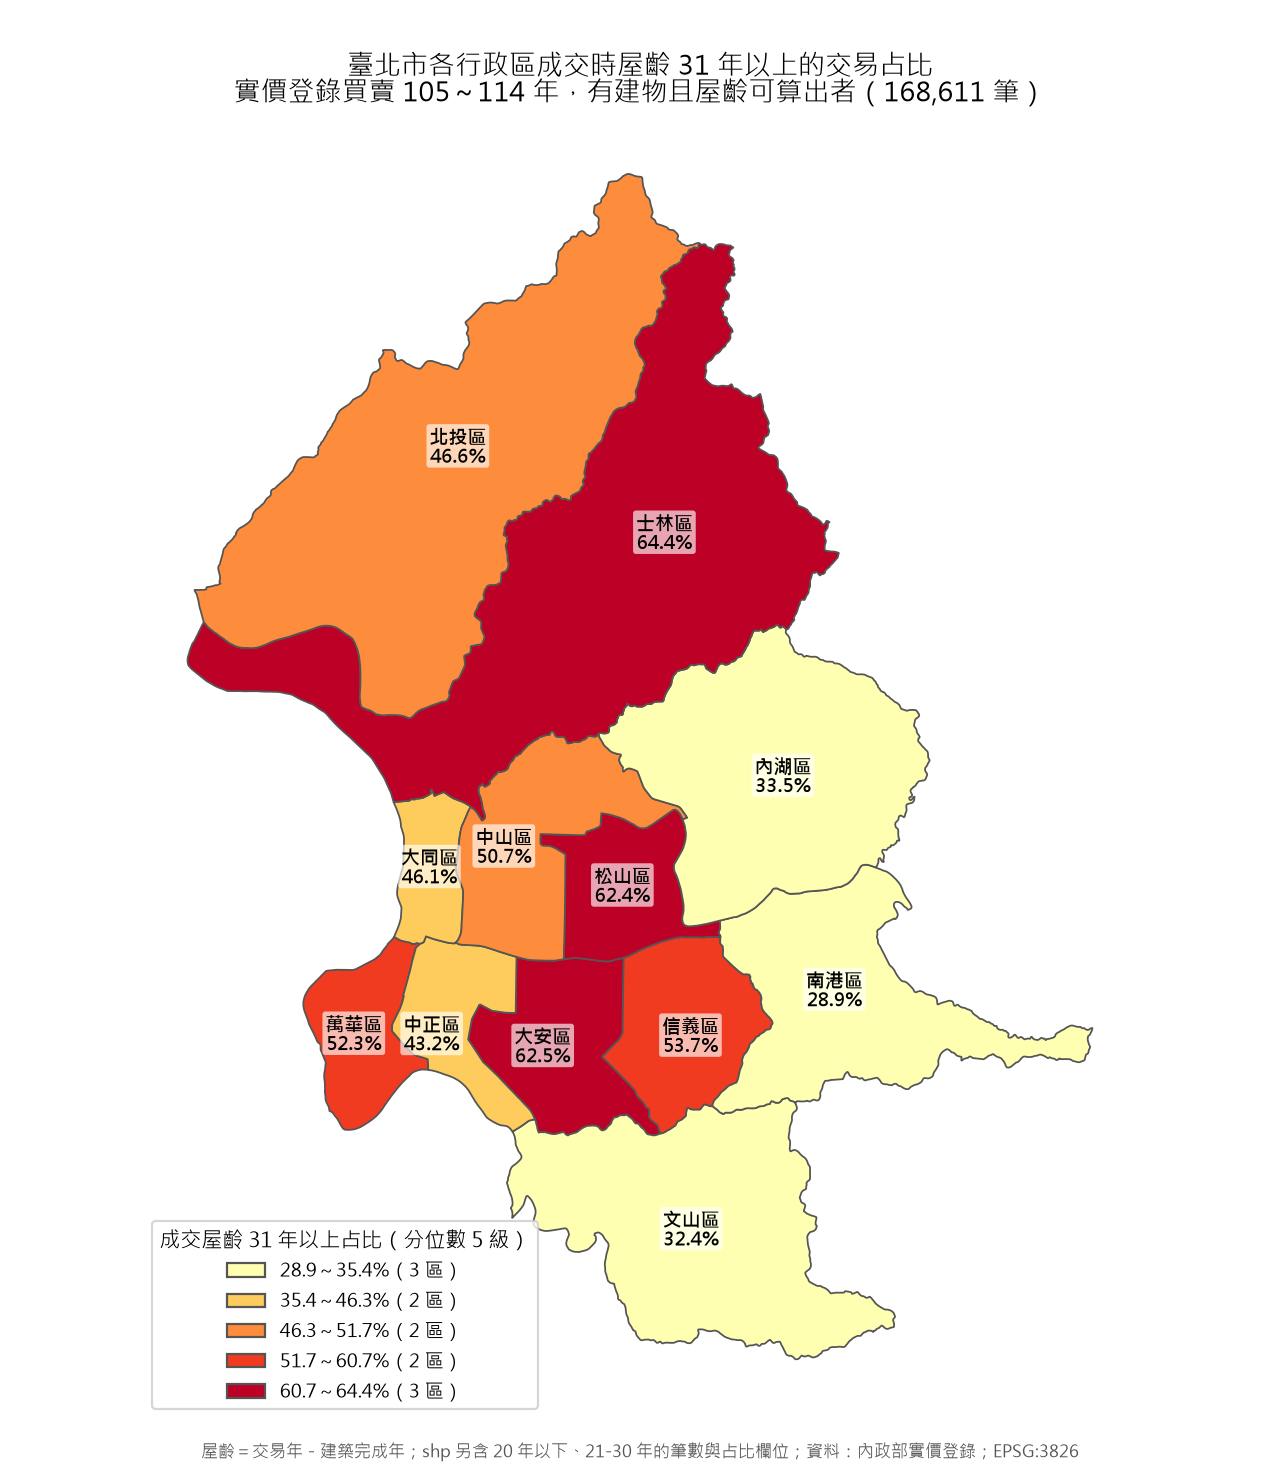 臺北市各行政區成交時屋齡 31 年以上的交易占比
實價登錄買賣 105～114 年，有建物且屋齡可算出者（168,611 筆）
北投區
46.6%
士林區
64.4%
內湖區
33.5%
中山區
50.7%
大同區
46.1%
松山區
62.4%
南港區
28.9%
萬華區
52.3%
中正區
43.2%
大安區
62.5%
信義區
53.7%
文山區
32.4%
成交屋齡 31 年以上占比（分位數 5 級）
28.9～35.4%（3 區）
35.4～46.3%（2 區）
46.3～51.7%（2 區）
51.7～60.7%（2 區）
60.7～64.4%（3 區）
屋齡＝交易年－建築完成年；shp 另含 20 年以下、21-30 年的筆數與占比欄位；資料：內政部實價登錄；EPSG:3826